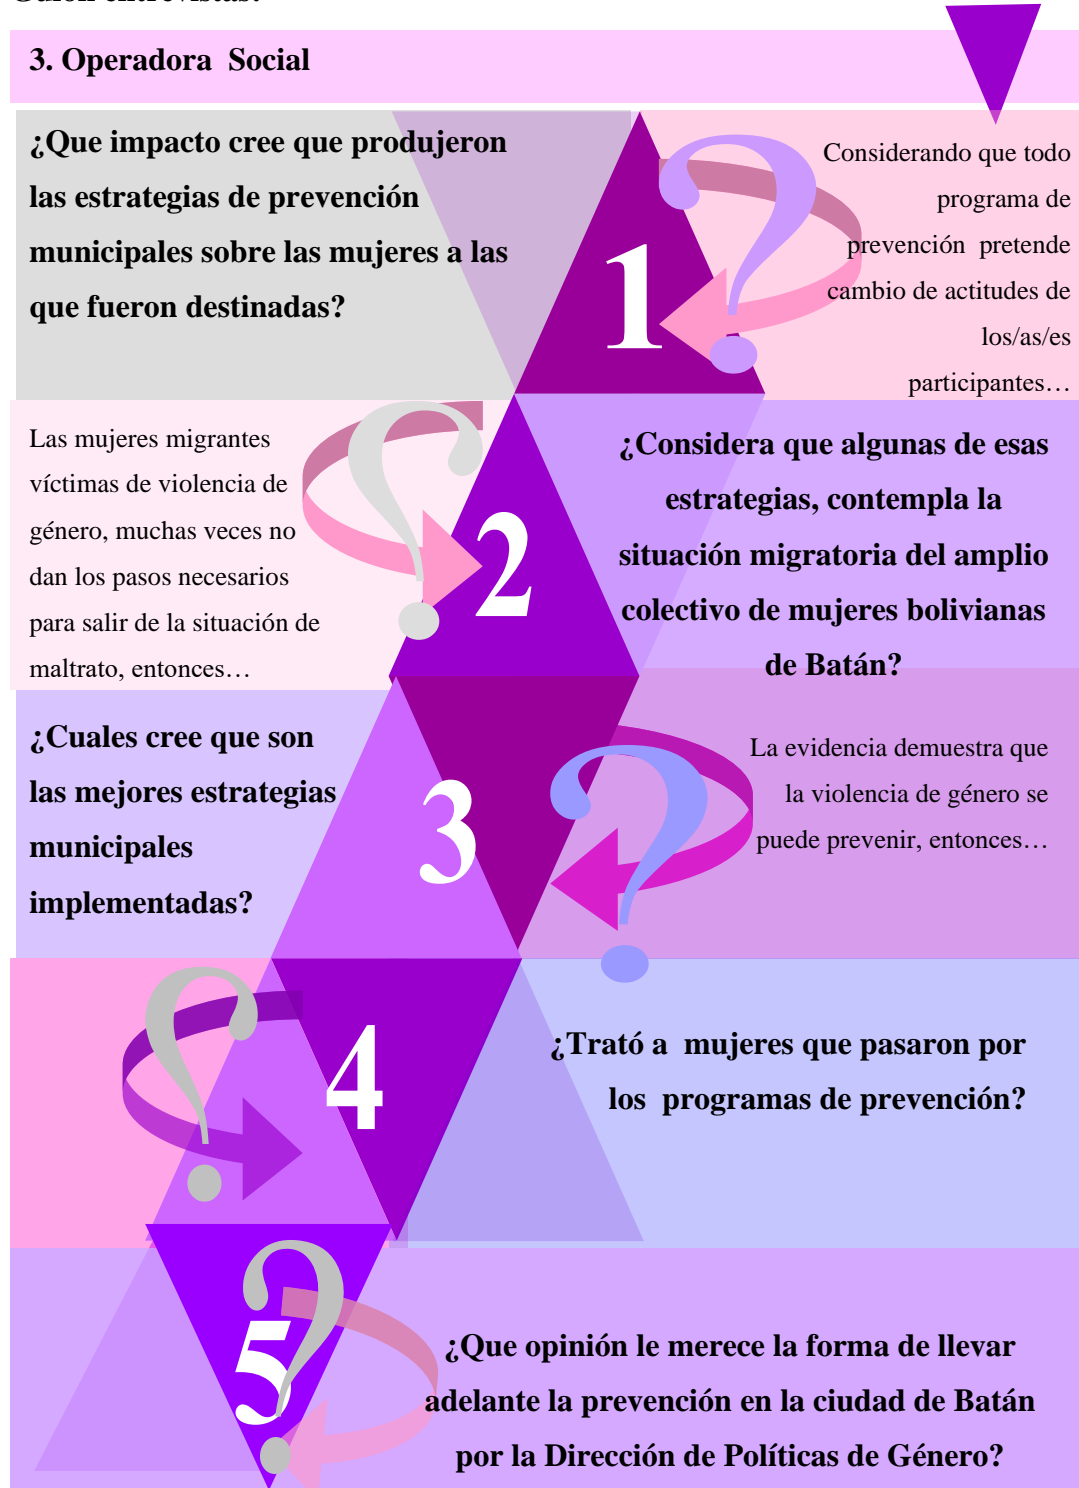 Guión entrevistas:
3. Operadora Social
¿Que impacto cree que produjeron
las estrategias de prevención
municipales sobre las mujeres a las
que fueron destinadas?
1
?
Considerando que todo
programa de
prevención pretende
cambio de actitudes de
los/as/es
participantes…
Las mujeres migrantes
víctimas de violencia de
género, muchas veces no
dan los pasos necesarios
para salir de la situación de
maltrato, entonces…
?
2
¿Considera que algunas de esas
estrategias, contempla la
situación migratoria del amplio
colectivo de mujeres bolivianas
de Batán?
¿Cuales cree que son
las mejores estrategias
municipales
implementadas?
3
?
La evidencia demuestra que
la violencia de género se
puede prevenir, entonces…
?
4
¿Trató a mujeres que pasaron por
los programas de prevención?
5
?
¿Que opinión le merece la forma de llevar
adelante la prevención en la ciudad de Batán
por la Dirección de Políticas de Género?